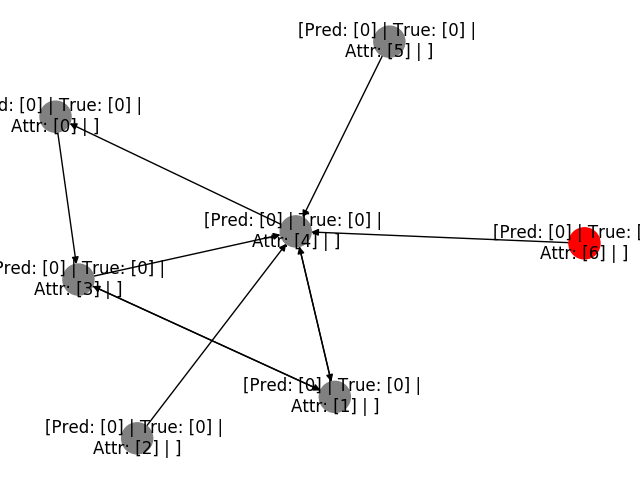 [Pred: [0] | True: [0] |
Attr: [5] | ]
d: [0] | True: [0] |
Attr: [0] | ]
[Pred: [0] | True: [0] |
Attr: [4] | ]
[Pred: [0] | True: [
Attr: [6] | ]
Pred: [0] | True: [0] |
Attr: [3] | ]
[Pred: [0] | True: [0] |
Attr: [1] | ]
[Pred: [0] | True: [0] |
Attr: [2] | ]